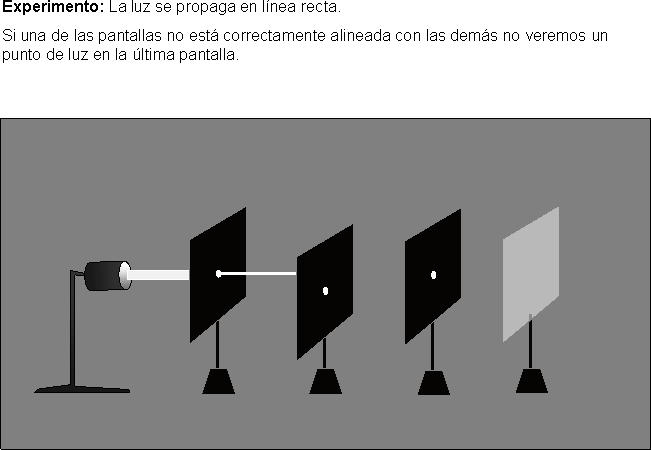 Experimento: La luz se propaga en línea recta.
Si una de las pantallas no está correctamente alineada con las demás no veremos un
punto de luz en la última pantalla.